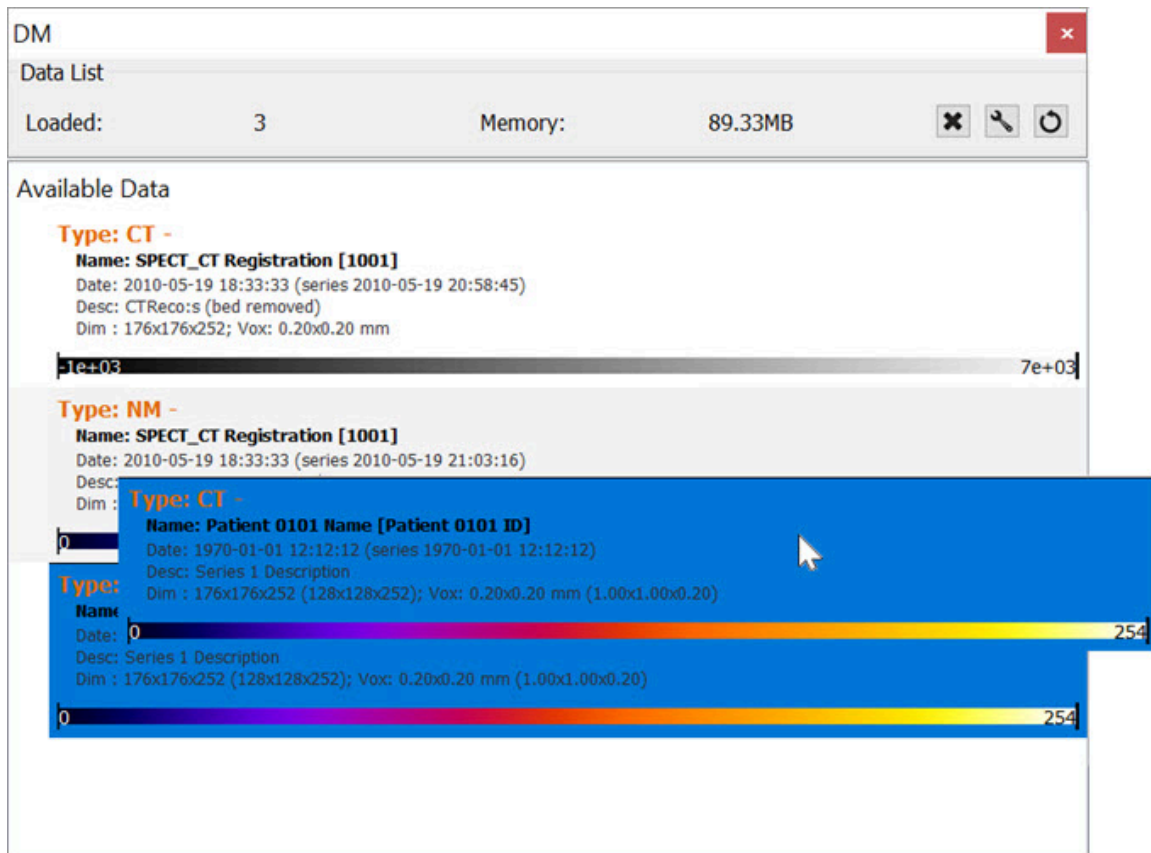 DM
Data List
Loaded: 3 Memory: 89.33MB
Available Data
Type: CT -
Name: SPECT_CT Registration [1001]
Date: 2010-05-19 18:33:33 (series 2010-05-19 20:58:45)
Desc: CTReco:s (bed removed)
Dim : 176x176x252; Vox: 0.20x0.20 mm
-1e+03 7e+03
Type: NM -
Name: SPECT_CT Registration [1001]
Date: 2010-05-19 18:33:33 (series 2010-05-19 21:03:16)
Desc:
Dim :
0
Type: CT -
Name: Patient 0101 Name [Patient 0101 ID]
Date: 1970-01-01 12:12:12 (series 1970-01-01 12:12:12)
Desc: Series 1 Description
Dim : 176x176x252 (128x128x252); Vox: 0.20x0.20 mm (1.00x1.00x0.20)
0 254
Type:
Name
Date:
Desc: Series 1 Description
Dim : 176x176x252 (128x128x252); Vox: 0.20x0.20 mm (1.00x1.00x0.20)
0 254